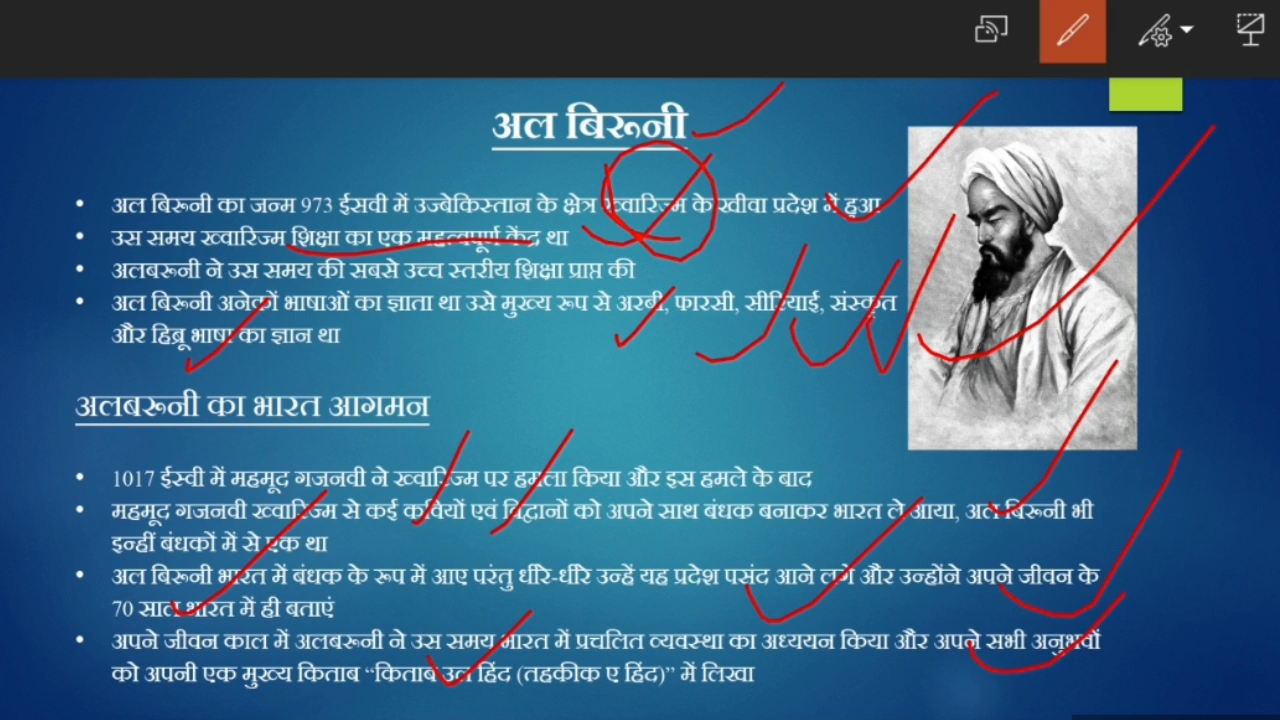 अल बिरूनी
• अल बिरूनी का जन्म 973 ईसवी में उज्बेकिस्तान के क्षेत्र ख्वारिज्म के खीवा प्रदेश में हुआ
• उस समय ख्वारिज्म शिक्षा का एक महत्वपूर्ण केंद्र था
• अलबरूनी ने उस समय की सबसे उच्च स्तरीय शिक्षा प्राप्त की
• अल बिरूनी अनेकों भाषाओं का ज्ञाता था उसे मुख्य रूप से अरबी, फारसी, सीरियाई, संस्कृत
और हिब्रू भाषा का ज्ञान था
अलबरूनी का भारत आगमन
• 1017 ईस्वी में महमूद गजनवी ने ख्वारिज्म पर हमला किया और इस हमले के बाद
• महमूद गजनवी ख्वारिज्म से कई कवियों एवं विद्वानों को अपने साथ बंधक बनाकर भारत ले आया, अल बिरूनी भी
इन्हीं बंधकों में से एक था
• अल बिरूनी भारत में बंधक के रूप में आए परंतु धीरे-धीरे उन्हें यह प्रदेश पसंद आने लगे और उन्होंने अपने जीवन के
70 साल भारत में ही बताएं
• अपने जीवन काल में अलबरूनी ने उस समय भारत में प्रचलित व्यवस्था का अध्ययन किया और अपने सभी अनुभवों
को अपनी एक मुख्य किताब “किताब उल हिंद (तहकीक ए हिंद)” में लिखा